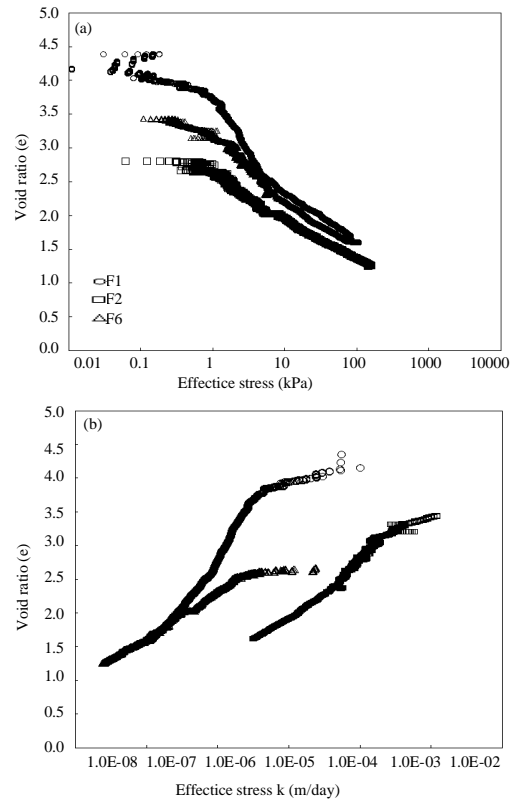 (a)
5.0
4.5
4.0
3.5
3.0
2.5
2.0
1.5
1.0
0.5
0.0
Void ratio (e)
F1
F2
F6
0.01 0.1 1 10 100 1000 10000
Effectice stress (kPa)
(b)
5.0
4.5
4.0
3.5
3.0
2.5
2.0
1.5
1.0
0.5
0.0
Void ratio (e)
1.0E-08 1.0E-07 1.0E-06 1.0E-05 1.0E-04 1.0E-03 1.0E-02
Effectice stress k (m/day)